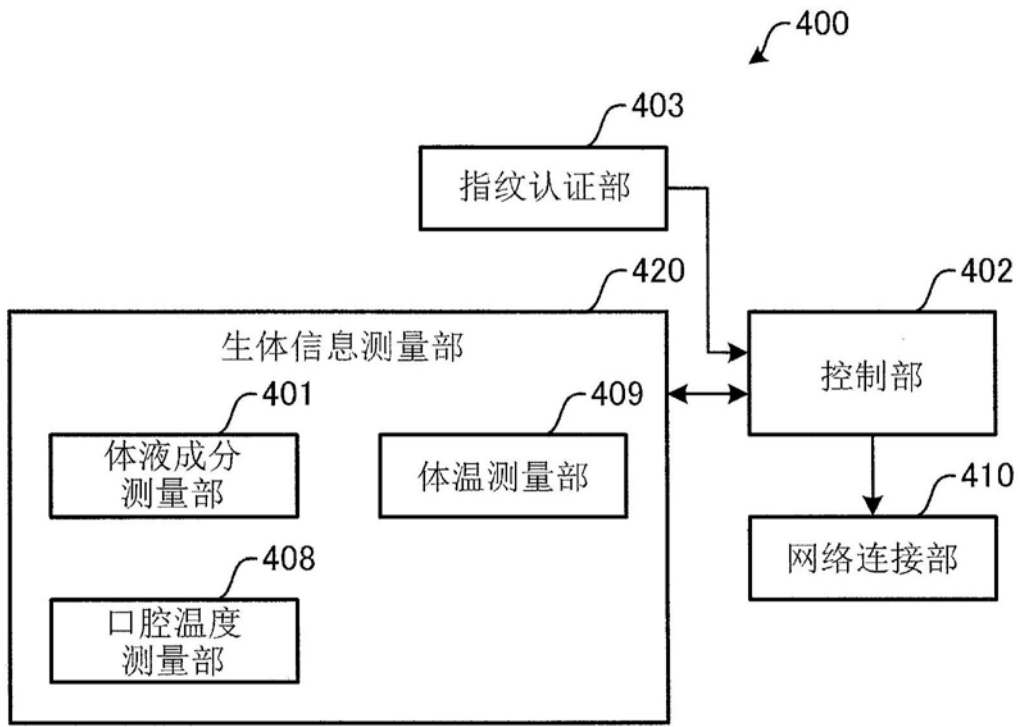 400
403
指纹认证部
420
402
生体信息测量部
控制部
401
409
体液成分
测量部
体温测量部
410
网络连接部
408
口腔温度
测量部